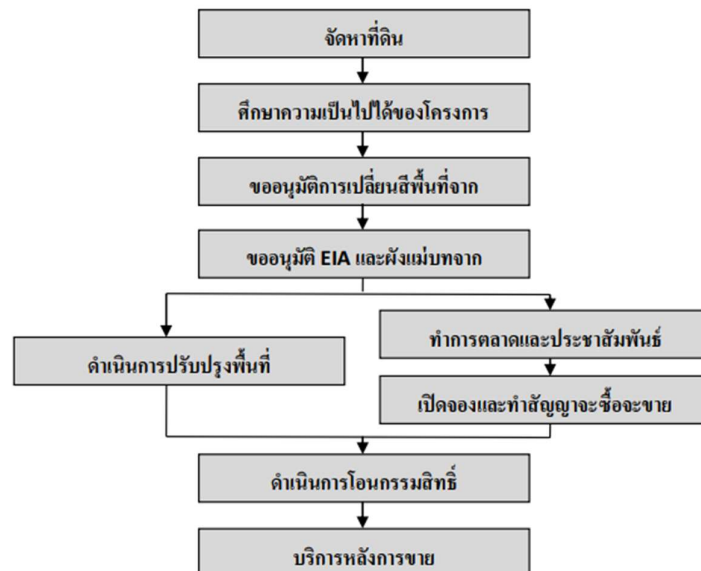 จัดหาที่ดิน
ศึกษาความเป็นไปได้ของโครงการ
ขออนุมัติการเปลี่ยนสีพื้นที่จาก
ขออนุมัติ EIA และผังแม่บทจาก
ดำเนินการปรับปรุงพื้นที่
ทำการตลาดและประชาสัมพันธ์
เปิดจองและทำสัญญาจะซื้อจะขาย
ดำเนินการโอนกรรมสิทธิ์
บริการหลังการขาย